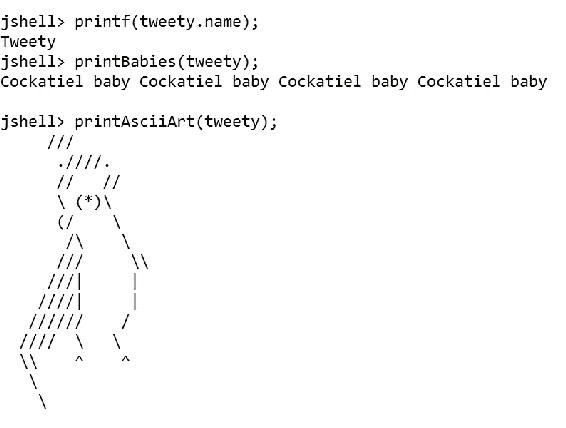 jshell> printf(tweety.name);
Tweety
jshell> printBabies(tweety);
Cockatiel baby Cockatiel baby Cockatiel baby Cockatiel baby

jshell> printAsciiArt(tweety);
     ///
      .////.
      //   //
      \ (*)\
      (/    \
       /\    \
      ///     \\
     ///|     |
    ////|     |
   //////    /
  ////  \   \
  \\    ^    ^
   \
    \